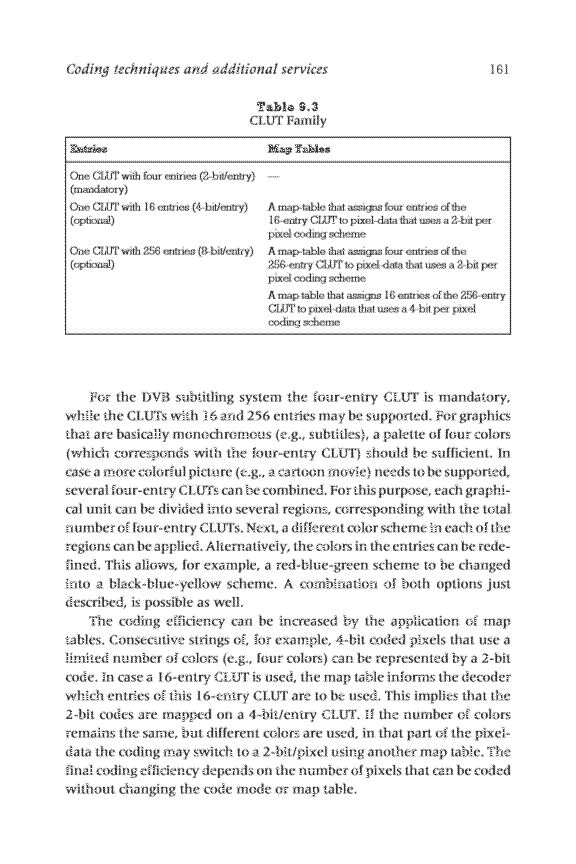 Coding techniques and additional services 161
Table 9.3
CLUT Family
Entries Map Tables
One CLUT with four entries (2-bit/entry) —
(mandatory)
One CLUT with 16 entries (4-bit/entry) A map-table that assigns four entries of the
(optional) 16-entry CLUT to pixel-data that uses a 2-bit per
pixel coding scheme
One CLUT with 256 entries (8-bit/entry) A map-table that assigns four entries of the
(optional) 256-entry CLUT to pixel-data that uses a 2-bit per
pixel coding scheme
A map table that assigns 16 entries of the 256-entry
CLUT to pixel-data that uses a 4-bit per pixel
coding scheme
For the DVB subtitling system the four-entry CLUT is mandatory,
while the CLUTs with 16 and 256 entries may be supported. For graphics
that are basically monochromous (e.g., subtitles), a palette of four colors
(which corresponds with the four-entry CLUT) should be sufficient. In
case a more colorful picture (e.g., a cartoon movie) needs to be supported,
several four-entry CLUTs can be combined. For this purpose, each graphi-
cal unit can be divided into several regions, corresponding with the total
number of four-entry CLUTs. Next, a different color scheme in each of the
regions can be applied. Alternatively, the colors in the entries can be rede-
fined. This allows, for example, a red-blue-green scheme to be changed
into a black-blue-yellow scheme. A combination of both options just
described, is possible as well.
The coding efficiency can be increased by the application of map
tables. Consecutive strings of, for example, 4-bit coded pixels that use a
limited number of colors (e.g., four colors) can be represented by a 2-bit
code. In case a 16-entry CLUT is used, the map table informs the decoder
which entries of this 16-entry CLUT are to be used. This implies that the
2-bit codes are mapped on a 4-bit/entry CLUT. If the number of colors
remains the same, but different colors are used, in that part of the pixel-
data the coding may switch to a 2-bit/pixel using another map table. The
final coding efficiency depends on the number of pixels that can be coded
without changing the code mode or map table.